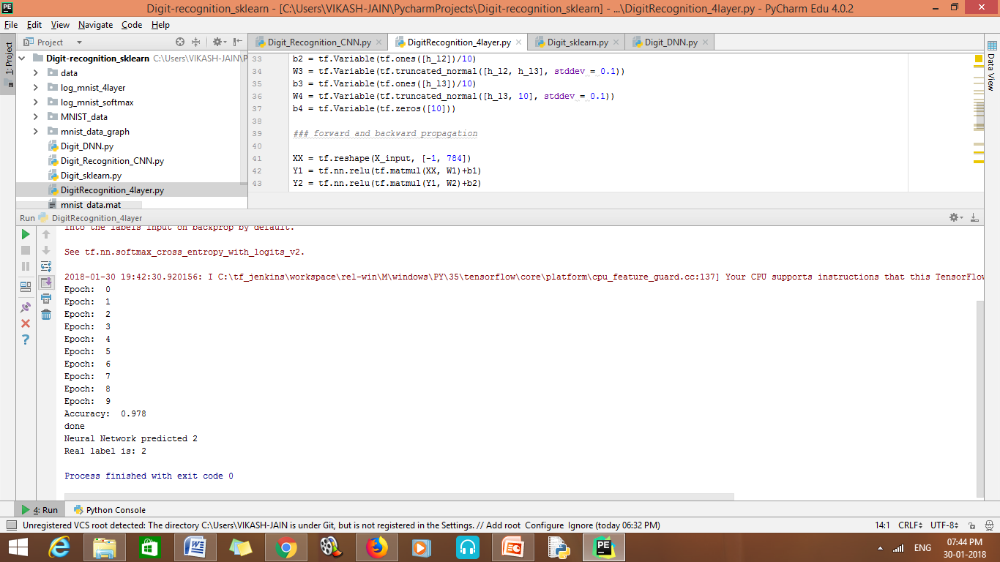 Digit-recognition_sklearn - [C:\Users\VIKASH-JAIN\PycharmProjects\Digit-recognition_sklearn] - ...\DigitRecognition_4layer.py - PyCharm Edu 4.0.2
File Edit View Navigate Code Help
1: Project
Project
Digit_Recognition_CNN.py
DigitRecognition_4layer.py
Digit_sklearn.py
Digit_DNN.py
Data View
Digit-recognition_sklearn C:\Users\VIKASH-JAIN\P
data
log_mnist_4layer
log_mnist_softmax
MNIST_data
mnist_data_graph
Digit_DNN.py
Digit_Recognition_CNN.py
Digit_sklearn.py
DigitRecognition_4layer.py
mnist_data.mat
33 b2 = tf.Variable(tf.ones([h_l2])/10)
34 W3 = tf.Variable(tf.truncated_normal([h_l2, h_l3], stddev = 0.1))
35 b3 = tf.Variable(tf.ones([h_l3])/10)
36 W4 = tf.Variable(tf.truncated_normal([h_l3, 10], stddev = 0.1))
37 b4 = tf.Variable(tf.zeros([10]))
38
39 ### forward and backward propagation
40
41 XX = tf.reshape(X_input, [-1, 784])
42 Y1 = tf.nn.relu(tf.matmul(XX, W1)+b1)
43 Y2 = tf.nn.relu(tf.matmul(Y1, W2)+b2)
Run DigitRecognition_4layer
into the labels input on backprop by default.
See tf.nn.softmax_cross_entropy_with_logits_v2.
2018-01-30 19:42:30.920156: I C:\tf_jenkins\workspace\rel-win\M\windows\PY\35\tensorflow\core\platform\cpu_feature_guard.cc:137] Your CPU supports instructions that this TensorFlow
Epoch:  0
Epoch:  1
Epoch:  2
Epoch:  3
Epoch:  4
Epoch:  5
Epoch:  6
Epoch:  7
Epoch:  8
Epoch:  9
Accuracy:  0.978
done
Neural Network predicted 2
Real label is: 2
Process finished with exit code 0
4: Run Python Console
Unregistered VCS root detected: The directory C:\Users\VIKASH-JAIN is under Git, but is not registered in the Settings. // Add root Configure Ignore (today 06:32 PM)
14:1 CRLF UTF-8
ENG
07:44 PM
30-01-2018